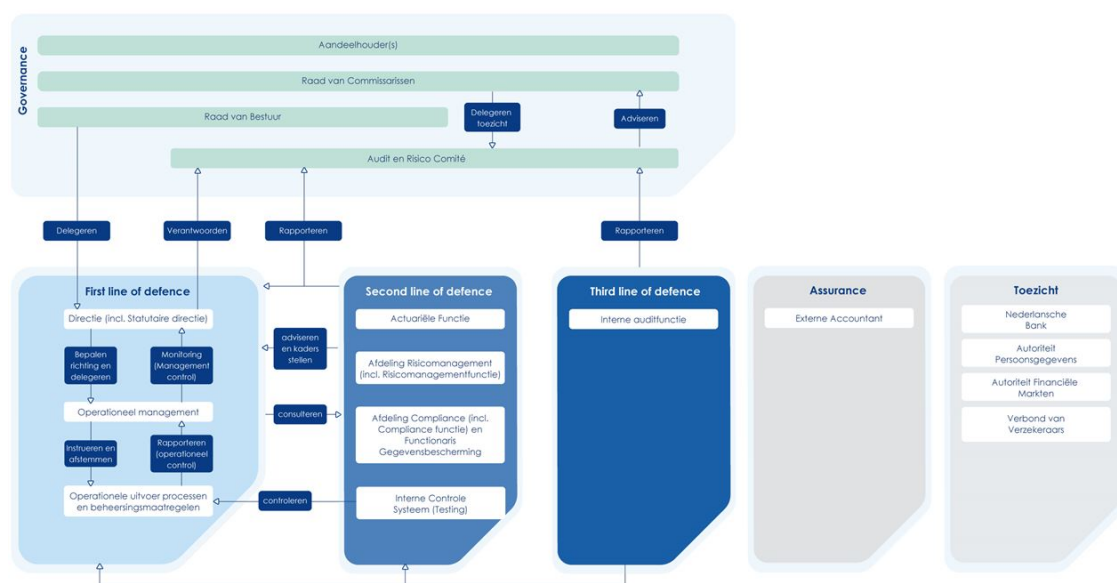 Governance
Aandeelhouder(s)
Raad van Commissarissen
Raad van Bestuur
Delegeren
toezicht
Adviseren
Audit en Risico Comité
Delegeren
Verantwoorden
Rapporteren
Rapporteren
First line of defence
Directie (incl. Statutaire directie)
Bepalen
richting en
delegeren
Monitoring
(Management
control)
Operationeel management
Instrueren en
afstemmen
Rapporteren
(operationeel
control)
Operationele uitvoer processen
en beheersingsmaatregelen
adviseren
en kaders
stellen
consulteren
controleren
Second line of defence
Actuariële Functie
Afdeling Risicomanagement
(incl. Risicomanagementfunctie)
Afdeling Compliance (incl.
Compliance functie) en
Functionaris
Gegevensbescherming
Interne Controle
Systeem (Testing)
Third line of defence
Interne auditfunctie
Assurance
Externe Accountant
Toezicht
Nederlansche
Bank
Autoriteit
Persoonsgegevens
Autoriteit Financiële
Markten
Verbond van
Verzekeraars